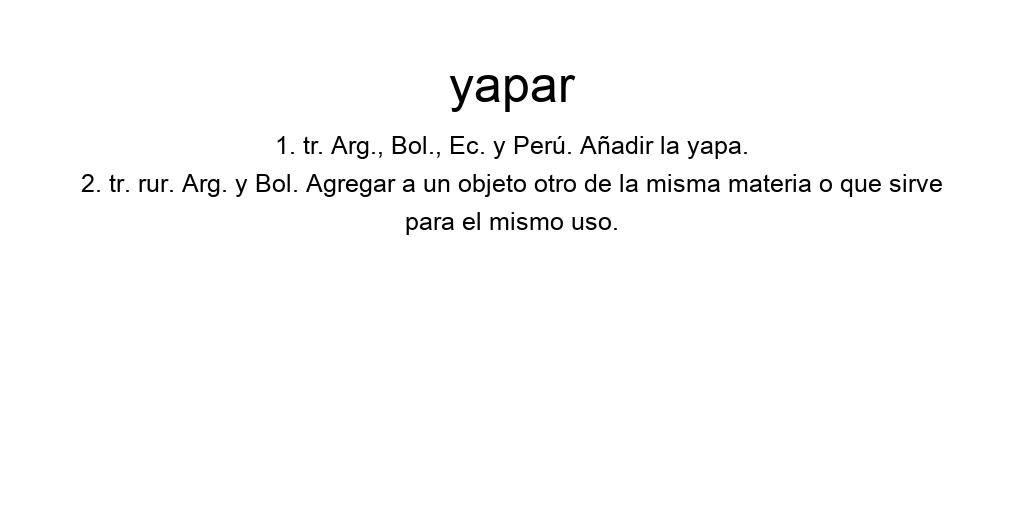 yapar
1. tr. Arg., Bol., Ec. y Perú. Añadir la yapa.
2. tr. rur. Arg. y Bol. Agregar a un objeto otro de la misma materia o que sirve
para el mismo uso.